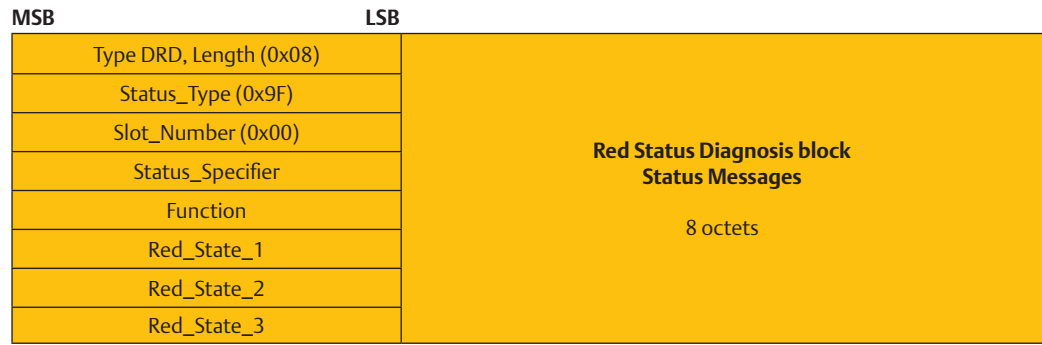 MSB LSB
Type DRD, Length (0x08)
Status_Type (0x9F)
Slot_Number (0x00)
Status_Specifier
Function
Red_State_1
Red_State_2
Red_State_3
Red Status Diagnosis block
Status Messages
8 octets